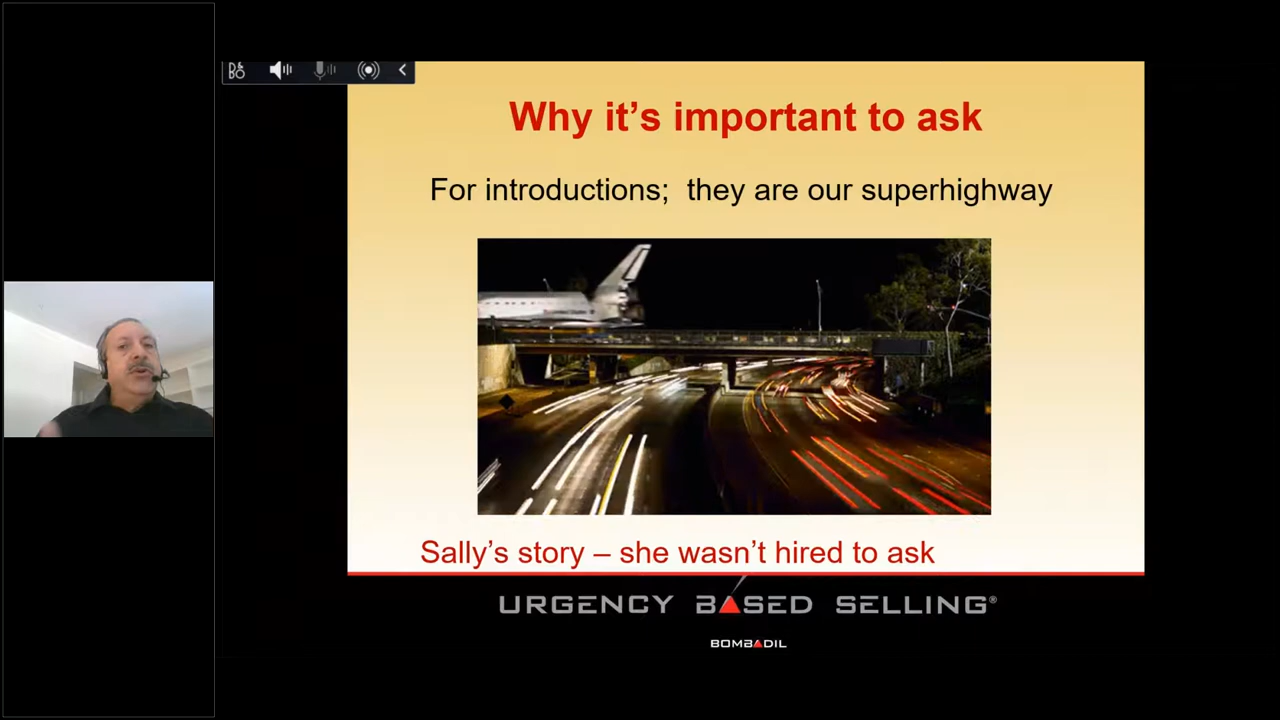 Why it's important to ask
For introductions;  they are our superhighway
Sally's story – she wasn't hired to ask
URGENCY BASED SELLING®
BOMBADIL